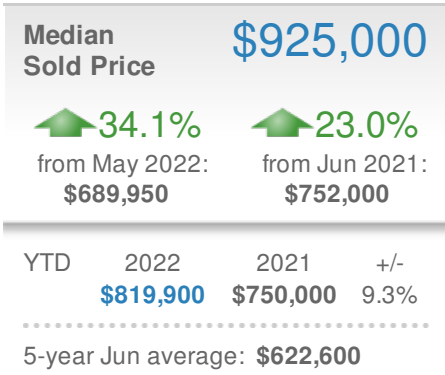 Median $925,000
Sold Price
34.1% 23.0%
from May 2022: from Jun 2021:
$689,950 $752,000
YTD 2022 2021 +/-
$819,900 $750,000 9.3%
5-year Jun average: $622,600